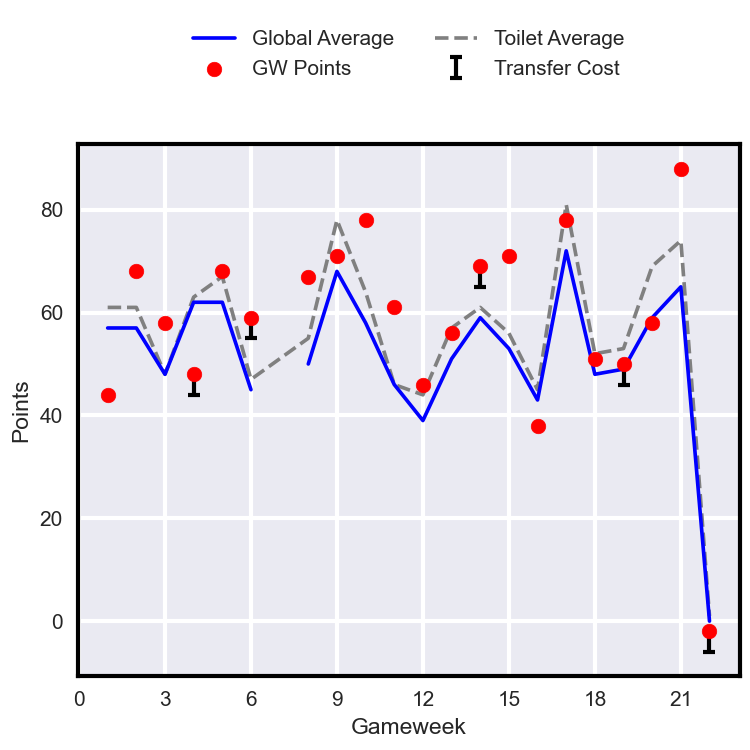 Global Average
Toilet Average
GW Points
Transfer Cost
80
60
40
20
0
Points
0 3 6 9 12 15 18 21
Gameweek